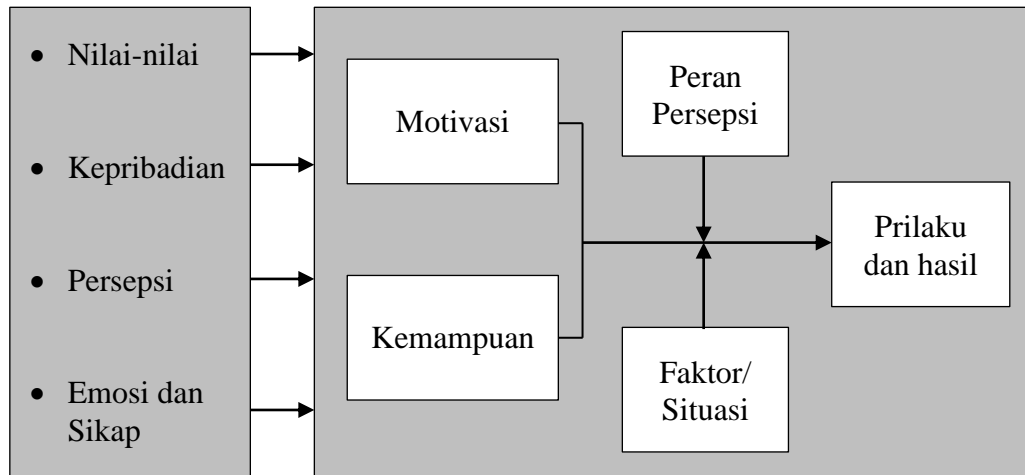 • Nilai-nilai
• Kepribadian
• Persepsi
• Emosi dan
Sikap
Motivasi
Kemampuan
Peran
Persepsi
Faktor/
Situasi
Prilaku
dan hasil